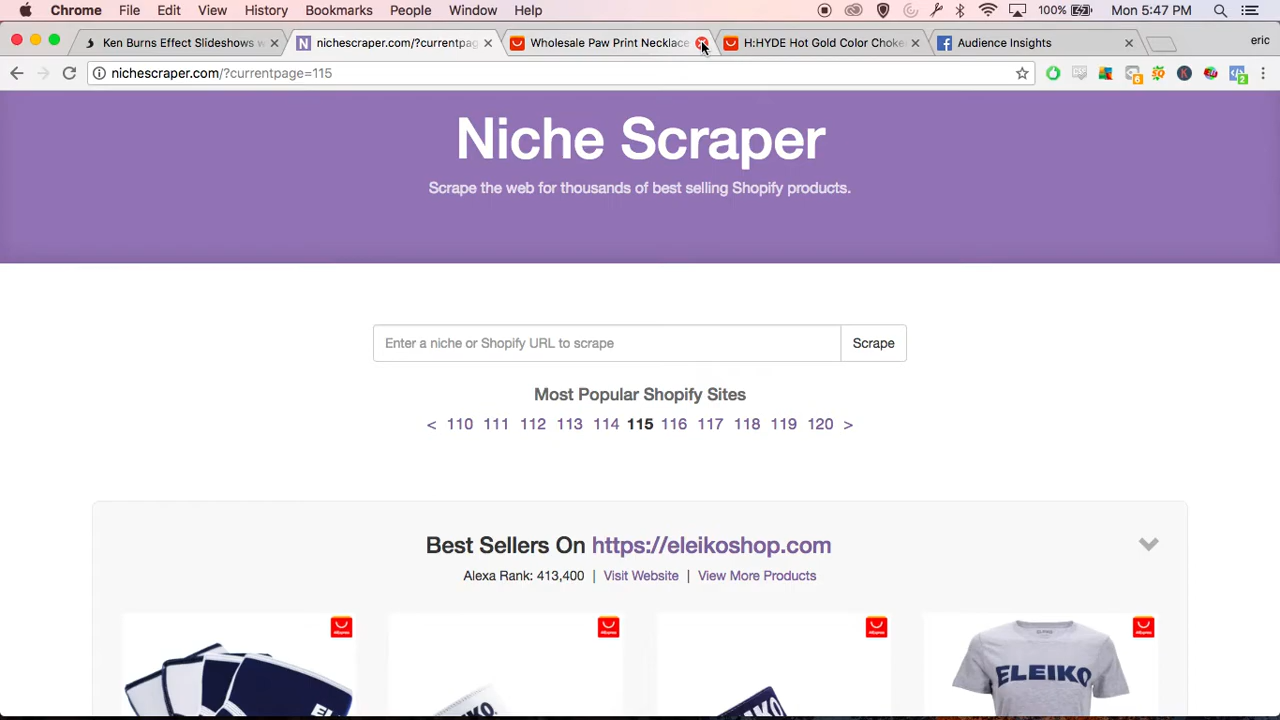 Chrome File Edit View History Bookmarks People Window Help 100% Mon 5:47 PM
Ken Burns Effect Slideshows w
nichescraper.com/?currentpag
Wholesale Paw Print Necklace
H:HYDE Hot Gold Color Choke
Audience Insights
eric
nichescraper.com/?currentpage=115
6
2
Niche Scraper
Scrape the web for thousands of best selling Shopify products.
Enter a niche or Shopify URL to scrape Scrape
Most Popular Shopify Sites
< 110 111 112 113 114 115 116 117 118 119 120 >
Best Sellers On https://eleikoshop.com
Alexa Rank: 413,400 | Visit Website | View More Products
ELEIKO